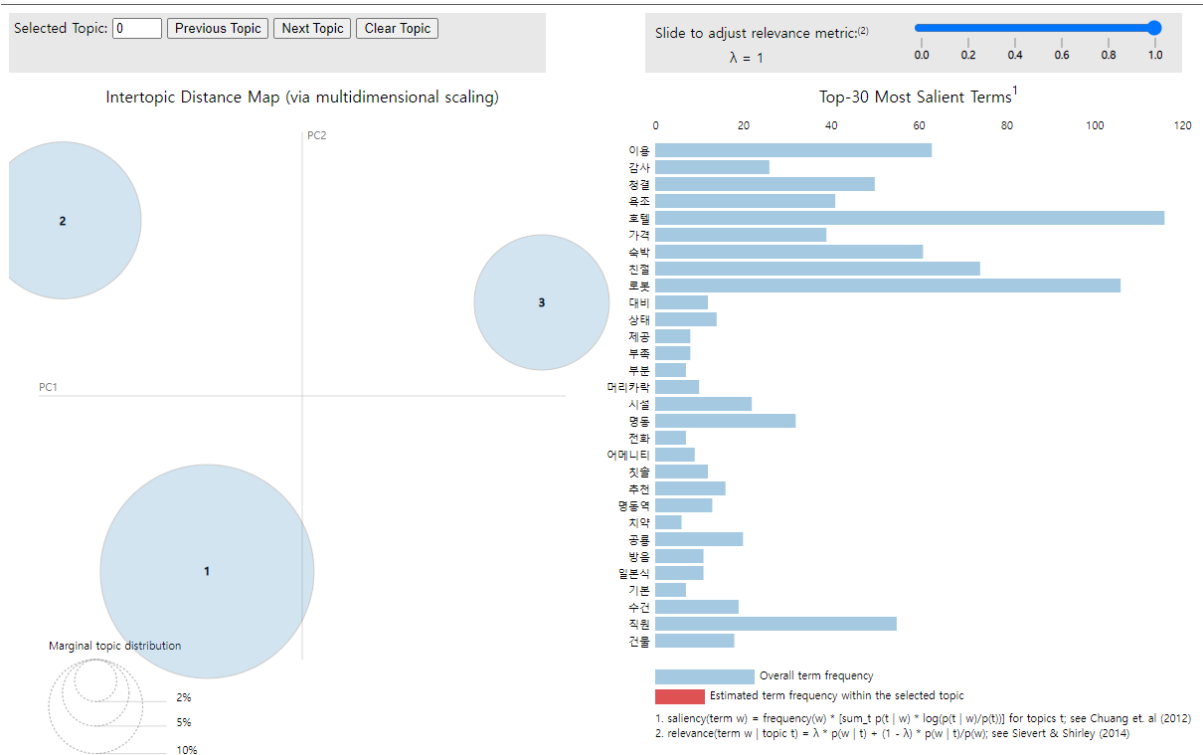 Selected Topic: 0 Previous Topic Next Topic Clear Topic
Slide to adjust relevance metric:(2)
λ = 1
0.0 0.2 0.4 0.6 0.8 1.0
Intertopic Distance Map (via multidimensional scaling)
PC2
PC1
2
3
1
Marginal topic distribution
2%
5%
10%
Top-30 Most Salient Terms1
0 20 40 60 80 100 120
이용
감사
청결
욕조
호텔
가격
숙박
친절
로봇
대비
상태
제공
부족
부분
머리카락
시설
명동
전화
어메니티
칫솔
추천
명동역
치약
공룡
방음
일본식
기본
수건
직원
건물
Overall term frequency
Estimated term frequency within the selected topic
1. saliency(term w) = frequency(w) * [sum_t p(t | w) * log(p(t | w)/p(t))] for topics t; see Chuang et. al (2012)
2. relevance(term w | topic t) = λ * p(w | t) + (1 - λ) * p(w | t)/p(w); see Sievert & Shirley (2014)